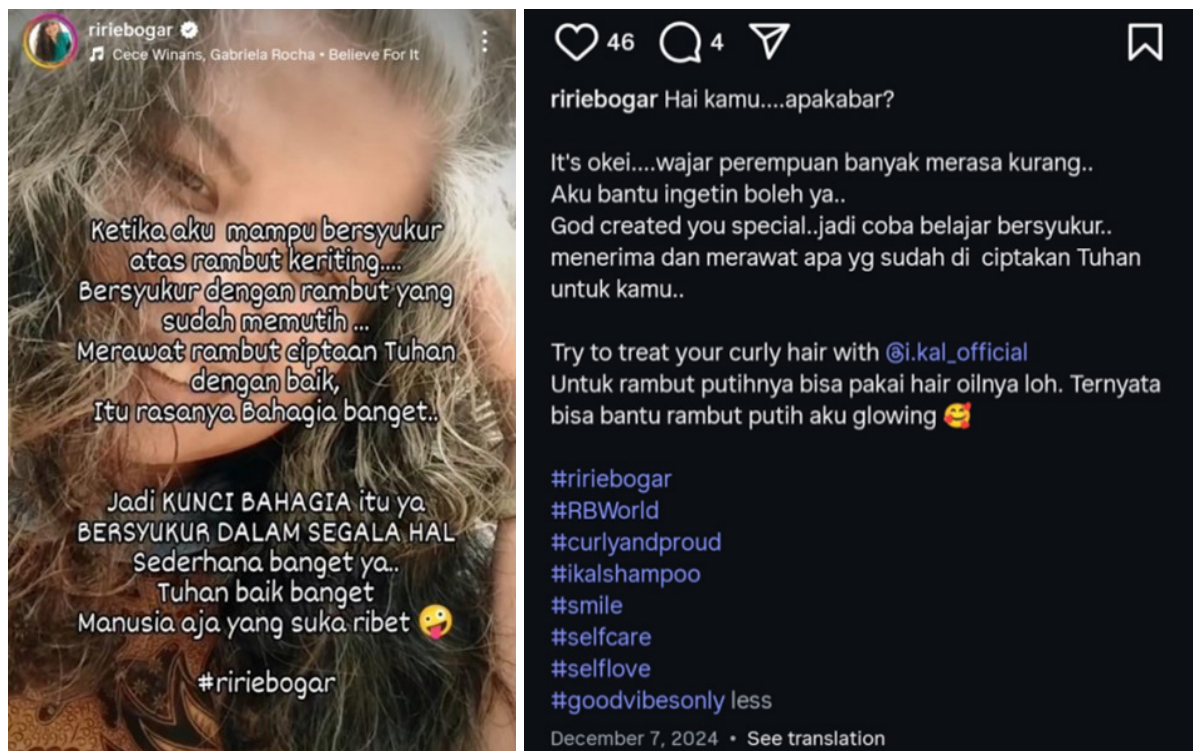 ririebogar
Cece Winans, Gabriela Rocha • Believe For It
Ketika aku mampu bersyukur
atas rambut keriting....
Bersyukur dengan rambut yang
sudah memutih ...
Merawat rambut ciptaan Tuhan
dengan baik,
Itu rasanya Bahagia banget..
Jadi KUNCI BAHAGIA itu ya
BERSYUKUR DALAM SEGALA HAL
Sederhana banget ya..
Tuhan baik banget
Manusia aja yang suka ribet 🤪
#ririebogar
46 4
ririebogar Hai kamu....apakabar?
It's okei....wajar perempuan banyak merasa kurang..
Aku bantu ingetin boleh ya..
God created you special..jadi coba belajar bersyukur..
menerima dan merawat apa yg sudah di ciptakan Tuhan
untuk kamu..
Try to treat your curly hair with @i.kal_official
Untuk rambut putihnya bisa pakai hair oilnya loh. Ternyata
bisa bantu rambut putih aku glowing 🥰
#ririebogar
#RBWorld
#curlyandproud
#ikalshampoo
#smile
#selfcare
#selflove
#goodvibesonly less
December 7, 2024 • See translation